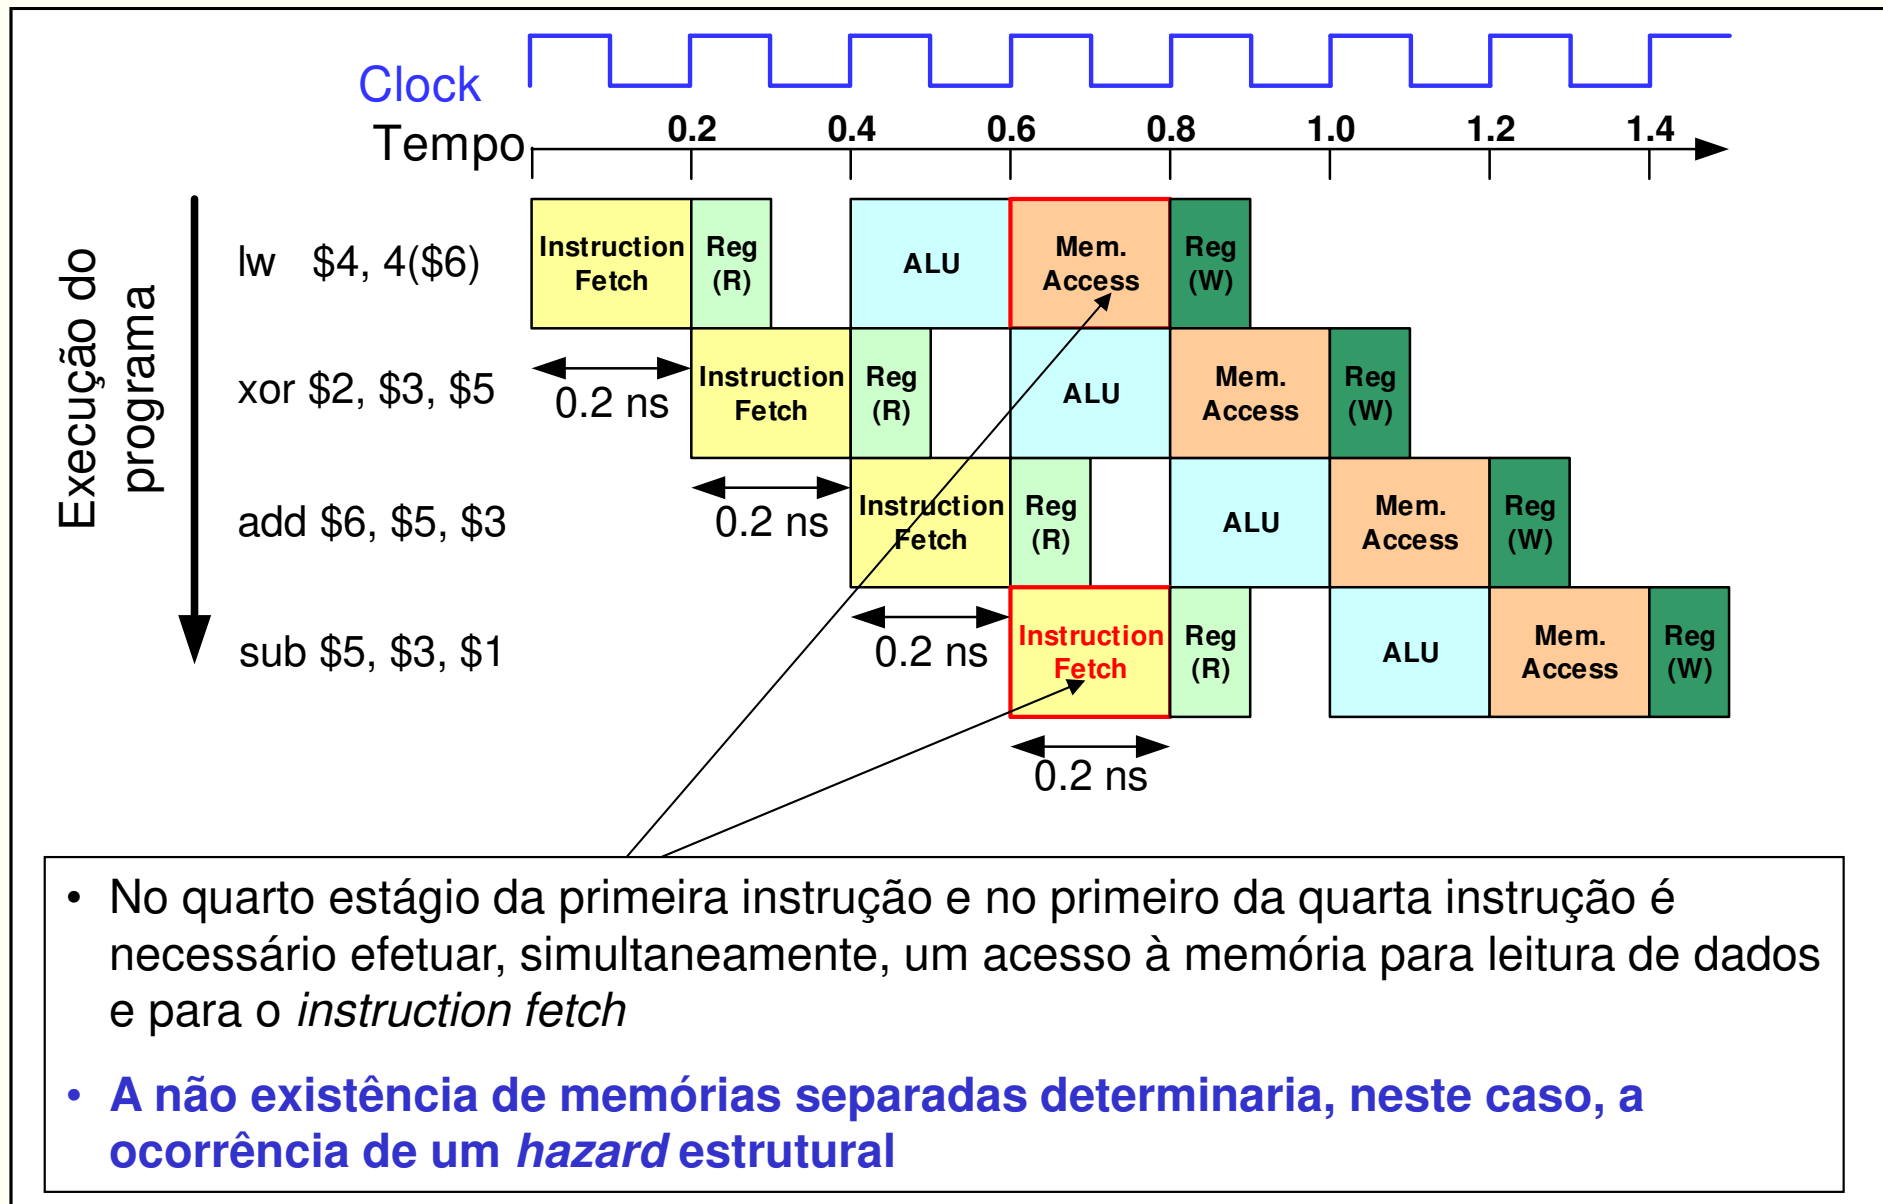 Clock
Tempo
0.2 0.4 0.6 0.8 1.0 1.2 1.4
Execução do
programa
lw $4, 4($6)
Instruction
Fetch
Reg
(R)
ALU
Mem.
Access
Reg
(W)
0.2 ns
xor $2, $3, $5
Instruction
Fetch
Reg
(R)
ALU
Mem.
Access
Reg
(W)
0.2 ns
add $6, $5, $3
Instruction
Fetch
Reg
(R)
ALU
Mem.
Access
Reg
(W)
0.2 ns
sub $5, $3, $1
Instruction
Fetch
Reg
(R)
ALU
Mem.
Access
Reg
(W)
0.2 ns
• No quarto estágio da primeira instrução e no primeiro da quarta instrução é
necessário efetuar, simultaneamente, um acesso à memória para leitura de dados
e para o instruction fetch
• A não existência de memórias separadas determinaria, neste caso, a
ocorrência de um hazard estrutural